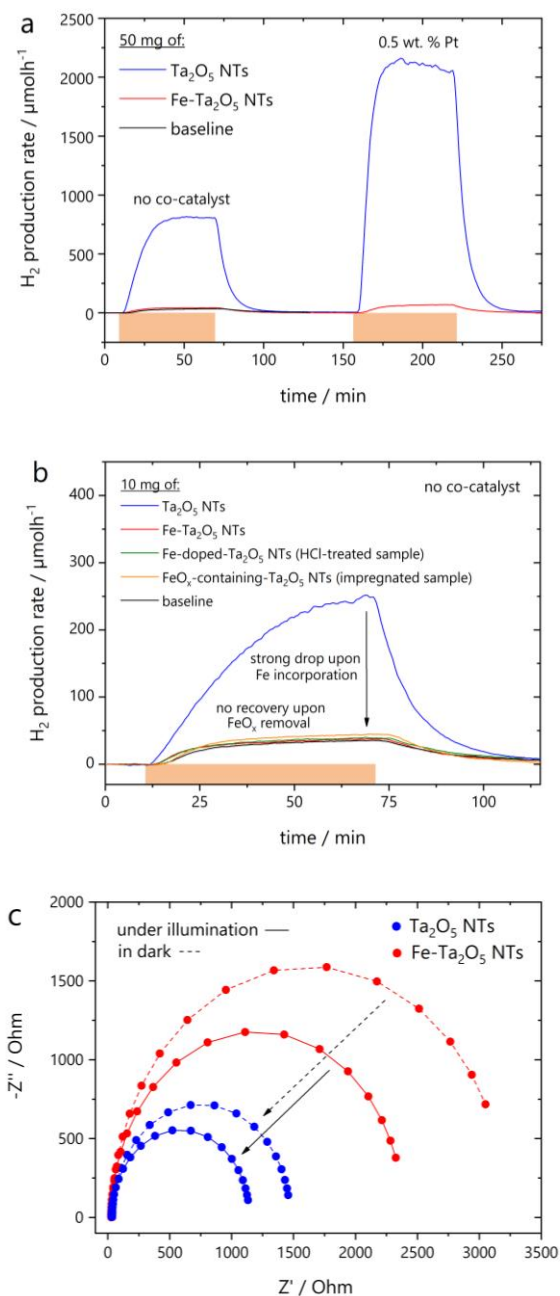 a
50 mg of:
Ta₂O₅ NTs
Fe-Ta₂O₅ NTs
baseline
0.5 wt. % Pt
no co-catalyst
H₂ production rate / µmolh⁻¹
2500
2000
1500
1000
500
0
0 50 100 150 200 250
time / min
b
10 mg of:
no co-catalyst
Ta₂O₅ NTs
Fe-Ta₂O₅ NTs
Fe-doped-Ta₂O₅ NTs (HCl-treated sample)
FeOₓ-containing-Ta₂O₅ NTs (impregnated sample)
baseline
strong drop upon
Fe incorporation
no recovery upon
FeOₓ removal
H₂ production rate / µmolh⁻¹
400
300
200
100
0
0 25 50 75 100
time / min
c
under illumination
in dark
Ta₂O₅ NTs
Fe-Ta₂O₅ NTs
-Z'' / Ohm
2000
1500
1000
500
0
0 500 1000 1500 2000 2500 3000 3500
Z' / Ohm